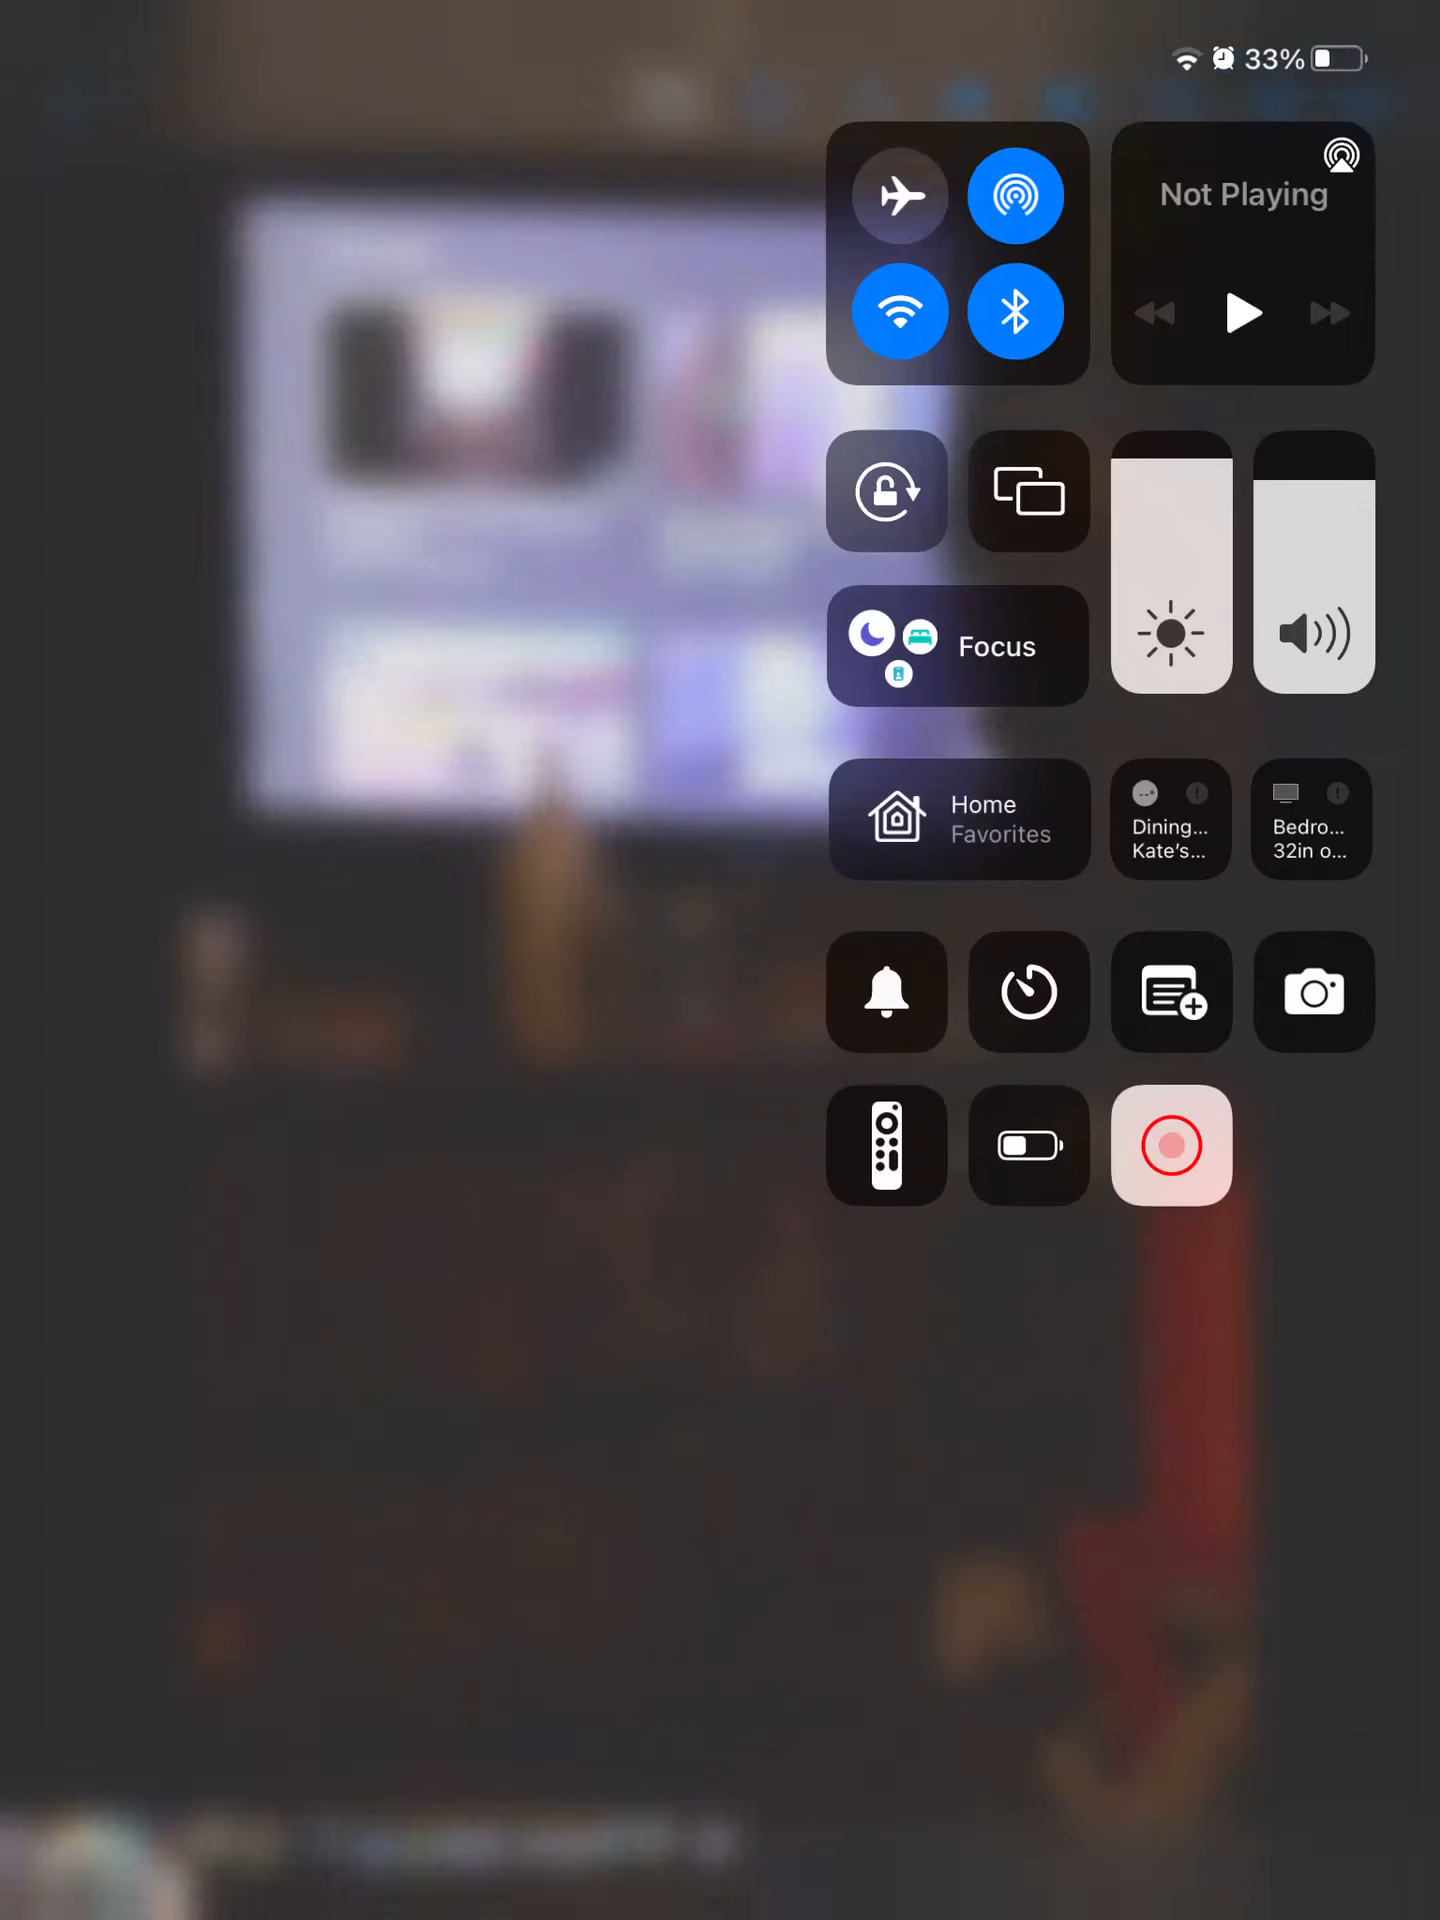 33%
Not Playing
Focus
Home
Favorites
Dining...
Kate's...
Bedro...
32in o...